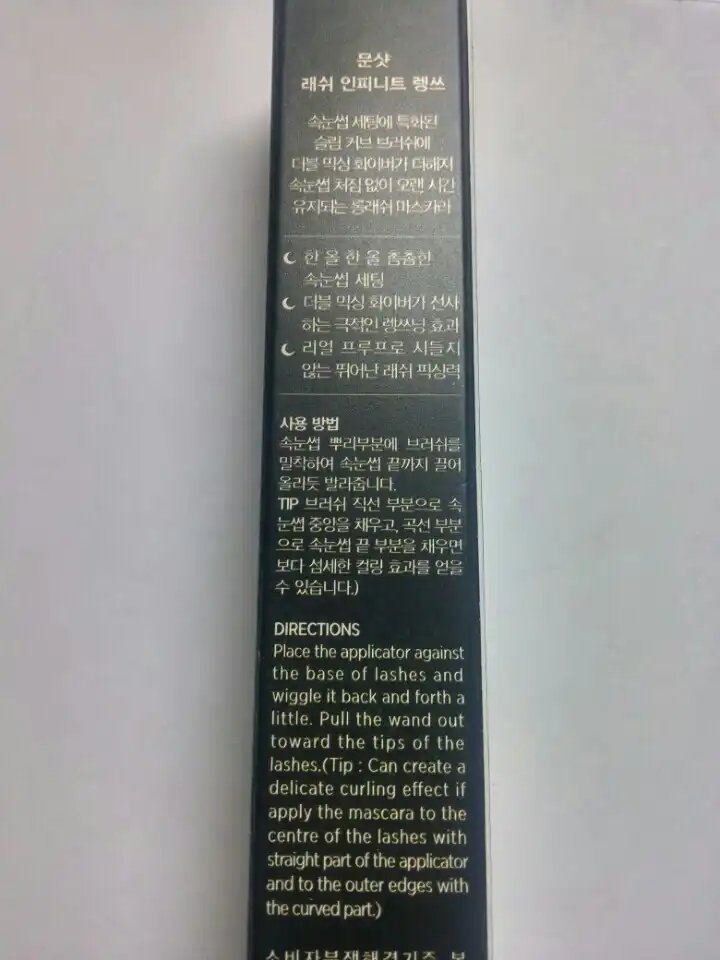 문샷
래쉬 인피니트 렝쓰
속눈썹 세팅에 특화된
슬림 커브 브러쉬에
더블 믹싱 화이버가 더해져
속눈썹 처짐 없이 오랜 시간
유지되는 롱래쉬 마스카라
한 올 한 올 촘촘한
속눈썹 세팅
더블 믹싱 화이버가 선사
하는 극적인 렝쓰닝 효과
리얼 프루프로 시들지
않는 뛰어난 래쉬 픽싱력
사용 방법
속눈썹 뿌리부분에 브러쉬를
밀착하여 속눈썹 끝까지 끌어
올리듯 발라줍니다.
TIP 브러쉬 직선 부분으로 속
눈썹 중앙을 채우고, 곡선 부분
으로 속눈썹 끝 부분을 채우면
보다 섬세한 컬링 효과를 얻을
수 있습니다.)
DIRECTIONS
Place the applicator against
the base of lashes and
wiggle it back and forth a
little. Pull the wand out
toward the tips of the
lashes.(Tip : Can create a
delicate curling effect if
apply the mascara to the
centre of the lashes with
straight part of the applicator
and to the outer edges with
the curved part.)
소비자분쟁해결기준 보